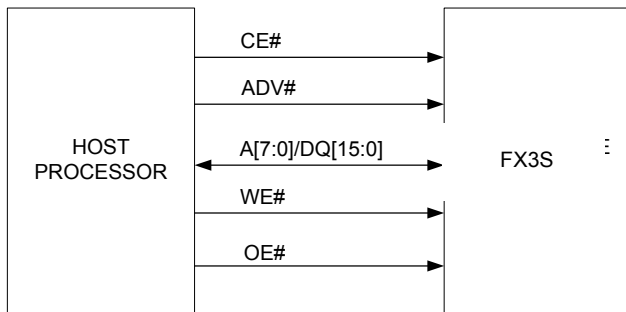 CE#
ADV#
A[7:0]/DQ[15:0]
HOST
PROCESSOR
FX3S
WE#
OE#